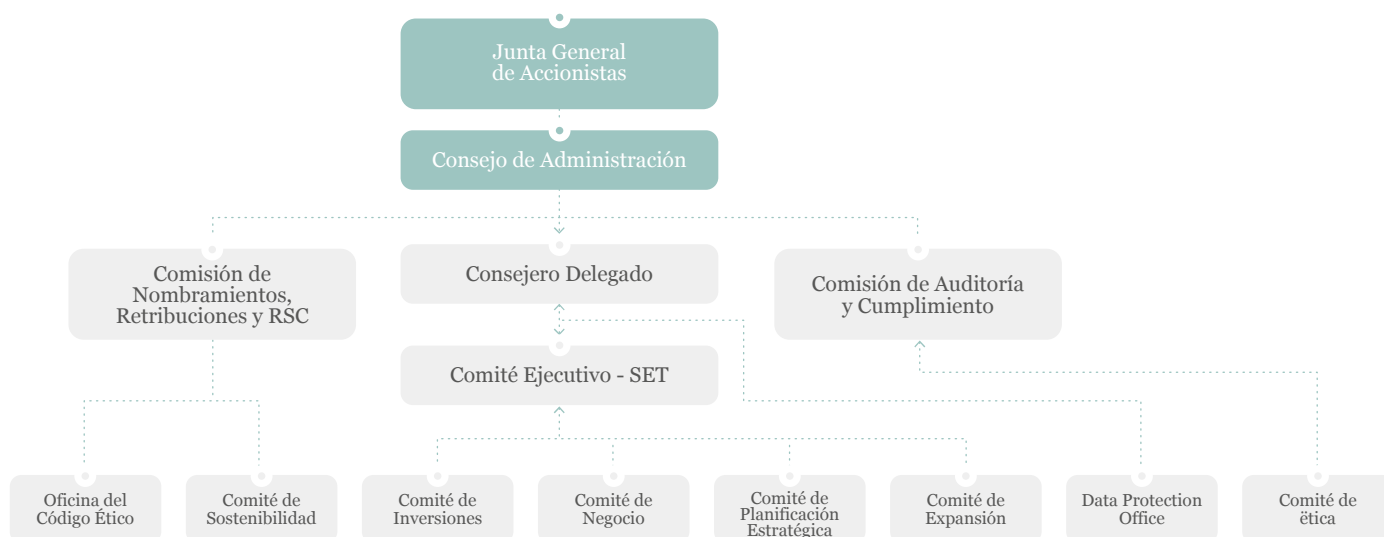 Junta General
de Accionistas
Consejo de Administración
Comisión de
Nombramientos,
Retribuciones y RSC
Consejero Delegado
Comisión de Auditoría
y Cumplimiento
Comité Ejecutivo - SET
Oficina del
Código Ético
Comité de
Sostenibilidad
Comité de
Inversiones
Comité de
Negocio
Comité de
Planificación
Estratégica
Comité de
Expansión
Data Protection
Office
Comité de
ëtica